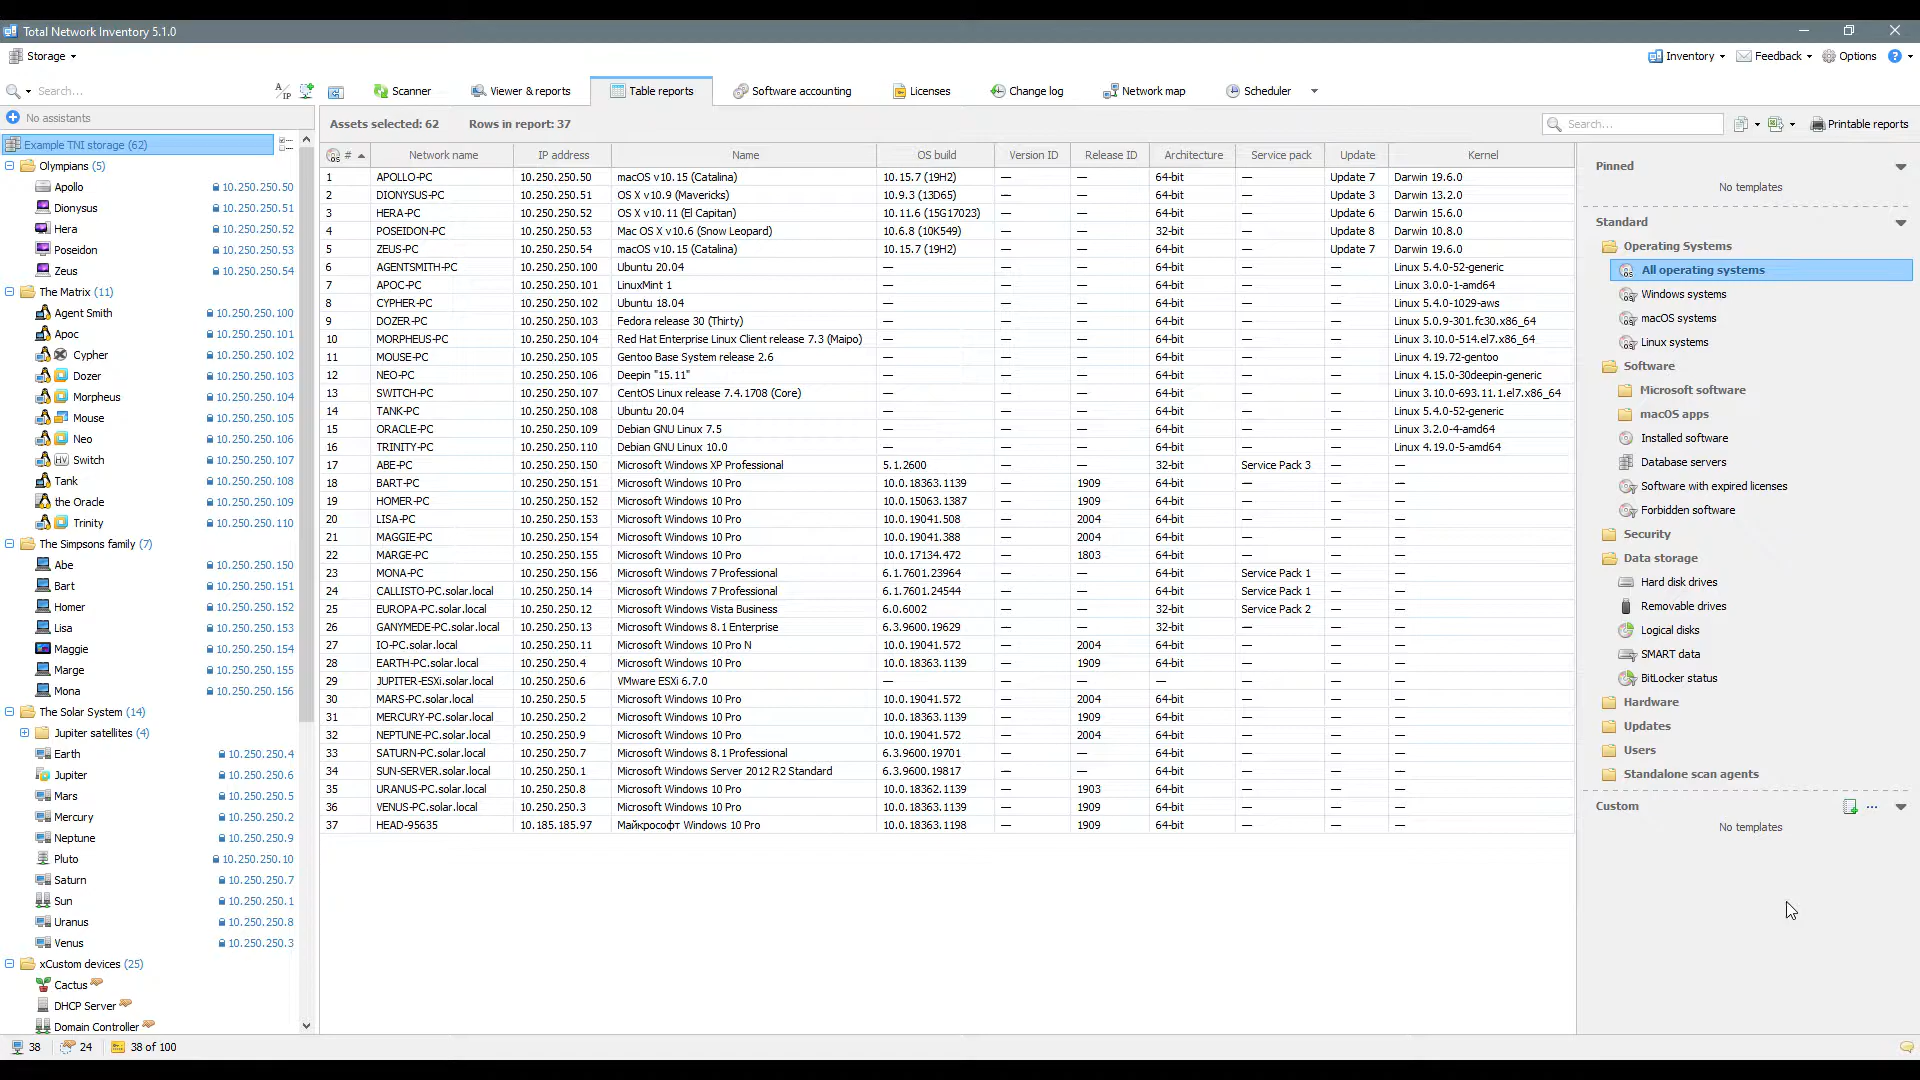 Total Network Inventory 5.1.0
Storage
Inventory Feedback Options ?
Search... A/IP Scanner Viewer & reports Table reports Software accounting Licenses Change log Network map Scheduler
No assistants
Assets selected: 62 Rows in report: 37 Search... Printable reports
Example TNI storage (62)
Olympians (5)
Apollo 10.250.250.50
Dionysus 10.250.250.51
Hera 10.250.250.52
Poseidon 10.250.250.53
Zeus 10.250.250.54
The Matrix (11)
Agent Smith 10.250.250.100
Apoc 10.250.250.101
Cypher 10.250.250.102
Dozer 10.250.250.103
Morpheus 10.250.250.104
Mouse 10.250.250.105
Neo 10.250.250.106
HV Switch 10.250.250.107
Tank 10.250.250.108
the Oracle 10.250.250.109
Trinity 10.250.250.110
The Simpsons family (7)
Abe 10.250.250.150
Bart 10.250.250.151
Homer 10.250.250.152
Lisa 10.250.250.153
Maggie 10.250.250.154
Marge 10.250.250.155
Mona 10.250.250.156
The Solar System (14)
Jupiter satellites (4)
Earth 10.250.250.4
Jupiter 10.250.250.6
Mars 10.250.250.5
Mercury 10.250.250.2
Neptune 10.250.250.9
Pluto 10.250.250.10
Saturn 10.250.250.7
Sun 10.250.250.1
Uranus 10.250.250.8
Venus 10.250.250.3
xCustom devices (25)
Cactus
DHCP Server
Domain Controller
# Network name IP address Name OS build Version ID Release ID Architecture Service pack Update Kernel
1 APOLLO-PC 10.250.250.50 macOS v10.15 (Catalina) 10.15.7 (19H2) — — 64-bit — Update 7 Darwin 19.6.0
2 DIONYSUS-PC 10.250.250.51 OS X v10.9 (Mavericks) 10.9.3 (13D65) — — 64-bit — Update 3 Darwin 13.2.0
3 HERA-PC 10.250.250.52 OS X v10.11 (El Capitan) 10.11.6 (15G17023) — — 64-bit — Update 6 Darwin 15.6.0
4 POSEIDON-PC 10.250.250.53 Mac OS X v10.6 (Snow Leopard) 10.6.8 (10K549) — — 32-bit — Update 8 Darwin 10.8.0
5 ZEUS-PC 10.250.250.54 macOS v10.15 (Catalina) 10.15.7 (19H2) — — 64-bit — Update 7 Darwin 19.6.0
6 AGENTSMITH-PC 10.250.250.100 Ubuntu 20.04 — — — 64-bit — — Linux 5.4.0-52-generic
7 APOC-PC 10.250.250.101 LinuxMint 1 — — — 64-bit — — Linux 3.0.0-1-amd64
8 CYPHER-PC 10.250.250.102 Ubuntu 18.04 — — — 64-bit — — Linux 5.4.0-1029-aws
9 DOZER-PC 10.250.250.103 Fedora release 30 (Thirty) — — — 64-bit — — Linux 5.0.9-301.fc30.x86_64
10 MORPHEUS-PC 10.250.250.104 Red Hat Enterprise Linux Client release 7.3 (Maipo) — — — 64-bit — — Linux 3.10.0-514.el7.x86_64
11 MOUSE-PC 10.250.250.105 Gentoo Base System release 2.6 — — — 64-bit — — Linux 4.19.72-gentoo
12 NEO-PC 10.250.250.106 Deepin "15.11" — — — 64-bit — — Linux 4.15.0-30deepin-generic
13 SWITCH-PC 10.250.250.107 CentOS Linux release 7.4.1708 (Core) — — — 64-bit — — Linux 3.10.0-693.11.1.el7.x86_64
14 TANK-PC 10.250.250.108 Ubuntu 20.04 — — — 64-bit — — Linux 5.4.0-52-generic
15 ORACLE-PC 10.250.250.109 Debian GNU Linux 7.5 — — — 64-bit — — Linux 3.2.0-4-amd64
16 TRINITY-PC 10.250.250.110 Debian GNU Linux 10.0 — — — 64-bit — — Linux 4.19.0-5-amd64
17 ABE-PC 10.250.250.150 Microsoft Windows XP Professional 5.1.2600 — — 32-bit Service Pack 3 — —
18 BART-PC 10.250.250.151 Microsoft Windows 10 Pro 10.0.18363.1139 — 1909 64-bit — — —
19 HOMER-PC 10.250.250.152 Microsoft Windows 10 Pro 10.0.15063.1387 — 1909 64-bit — — —
20 LISA-PC 10.250.250.153 Microsoft Windows 10 Pro 10.0.19041.508 — 2004 64-bit — — —
21 MAGGIE-PC 10.250.250.154 Microsoft Windows 10 Pro 10.0.19041.388 — 2004 64-bit — — —
22 MARGE-PC 10.250.250.155 Microsoft Windows 10 Pro 10.0.17134.472 — 1803 64-bit — — —
23 MONA-PC 10.250.250.156 Microsoft Windows 7 Professional 6.1.7601.23964 — — 64-bit Service Pack 1 — —
24 CALLISTO-PC.solar.local 10.250.250.14 Microsoft Windows 7 Professional 6.1.7601.24544 — — 64-bit Service Pack 1 — —
25 EUROPA-PC.solar.local 10.250.250.12 Microsoft Windows Vista Business 6.0.6002 — — 32-bit Service Pack 2 — —
26 GANYMEDE-PC.solar.local 10.250.250.13 Microsoft Windows 8.1 Enterprise 6.3.9600.19629 — — 32-bit — — —
27 IO-PC.solar.local 10.250.250.11 Microsoft Windows 10 Pro N 10.0.19041.572 — 2004 64-bit — — —
28 EARTH-PC.solar.local 10.250.250.4 Microsoft Windows 10 Pro 10.0.18363.1139 — 1909 64-bit — — —
29 JUPITER-ESXi.solar.local 10.250.250.6 VMware ESXi 6.7.0 — — — — — — —
30 MARS-PC.solar.local 10.250.250.5 Microsoft Windows 10 Pro 10.0.19041.572 — 2004 64-bit — — —
31 MERCURY-PC.solar.local 10.250.250.2 Microsoft Windows 10 Pro 10.0.18363.1139 — 1909 64-bit — — —
32 NEPTUNE-PC.solar.local 10.250.250.9 Microsoft Windows 10 Pro 10.0.19041.572 — 2004 64-bit — — —
33 SATURN-PC.solar.local 10.250.250.7 Microsoft Windows 8.1 Professional 6.3.9600.19701 — — 64-bit — — —
34 SUN-SERVER.solar.local 10.250.250.1 Microsoft Windows Server 2012 R2 Standard 6.3.9600.19817 — — 64-bit — — —
35 URANUS-PC.solar.local 10.250.250.8 Microsoft Windows 10 Pro 10.0.18362.1139 — 1903 64-bit — — —
36 VENUS-PC.solar.local 10.250.250.3 Microsoft Windows 10 Pro 10.0.18363.1139 — 1909 64-bit — — —
37 HEAD-95635 10.185.185.97 Майкрософт Windows 10 Pro 10.0.18363.1198 — 1909 64-bit — — —
Pinned
No templates
Standard
Operating Systems
All operating systems
Windows systems
macOS systems
Linux systems
Software
Microsoft software
macOS apps
Installed software
Database servers
Software with expired licenses
Forbidden software
Security
Data storage
Hard disk drives
Removable drives
Logical disks
SMART data
BitLocker status
Hardware
Updates
Users
Standalone scan agents
Custom
No templates
38 24 38 of 100